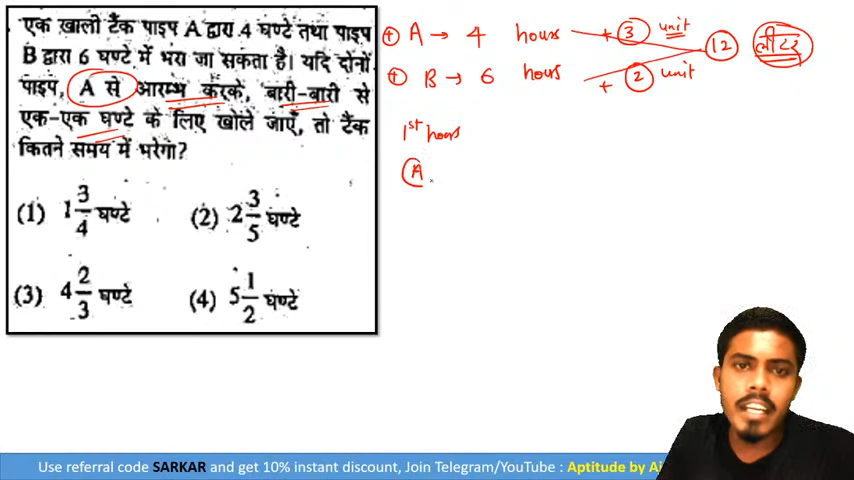 एक खाली टैंक पाइप A द्वारा 4 घण्टे तथा पाइप
B द्वारा 6 घण्टे में भरा जा सकता है। यदि दोनों
पाइप, A से आरम्भ करके, बारी-बारी से
एक-एक घण्टे के लिए खोले जाएँ, तो टैंक
कितने समय में भरेगा?
(1) 1 3/4 घण्टे (2) 2 3/5 घण्टे
(3) 4 2/3 घण्टे (4) 5 1/2 घण्टे
+ A → 4 hours + 3 unit 12 लीटर
+ B → 6 hours + 2 unit
1st hours
A
Use referral code SARKAR and get 10% instant discount, Join Telegram/YouTube : Aptitude by Aj